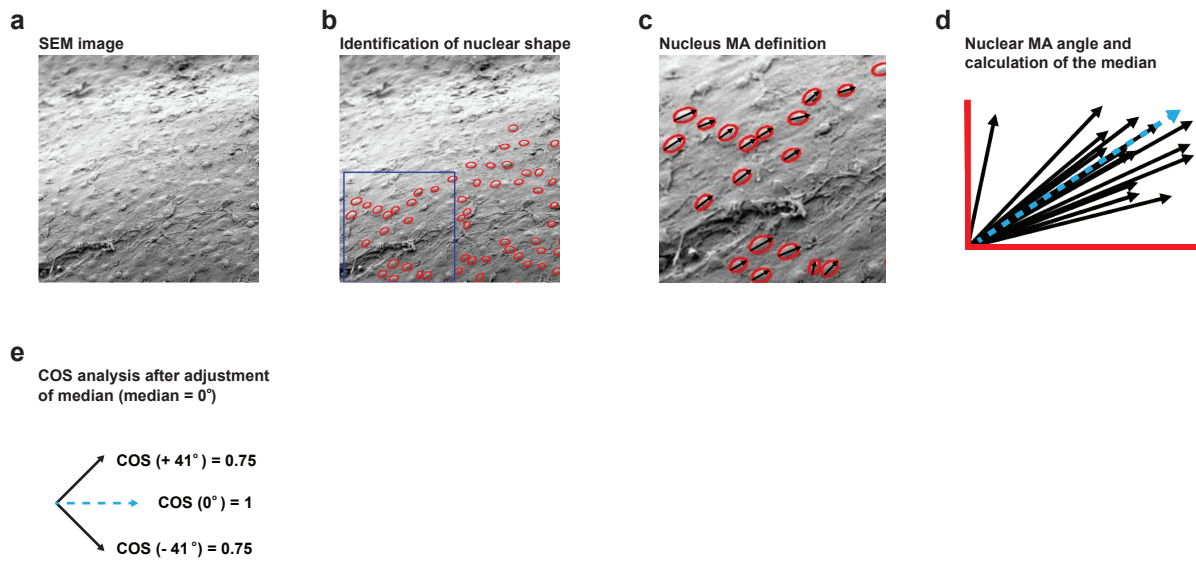 a
SEM image
b
Identification of nuclear shape
c
Nucleus MA definition
d
Nuclear MA angle and
calculation of the median
e
COS analysis after adjustment
of median (median = 0°)
COS (+ 41°) = 0.75
COS (0°) = 1
COS (- 41°) = 0.75